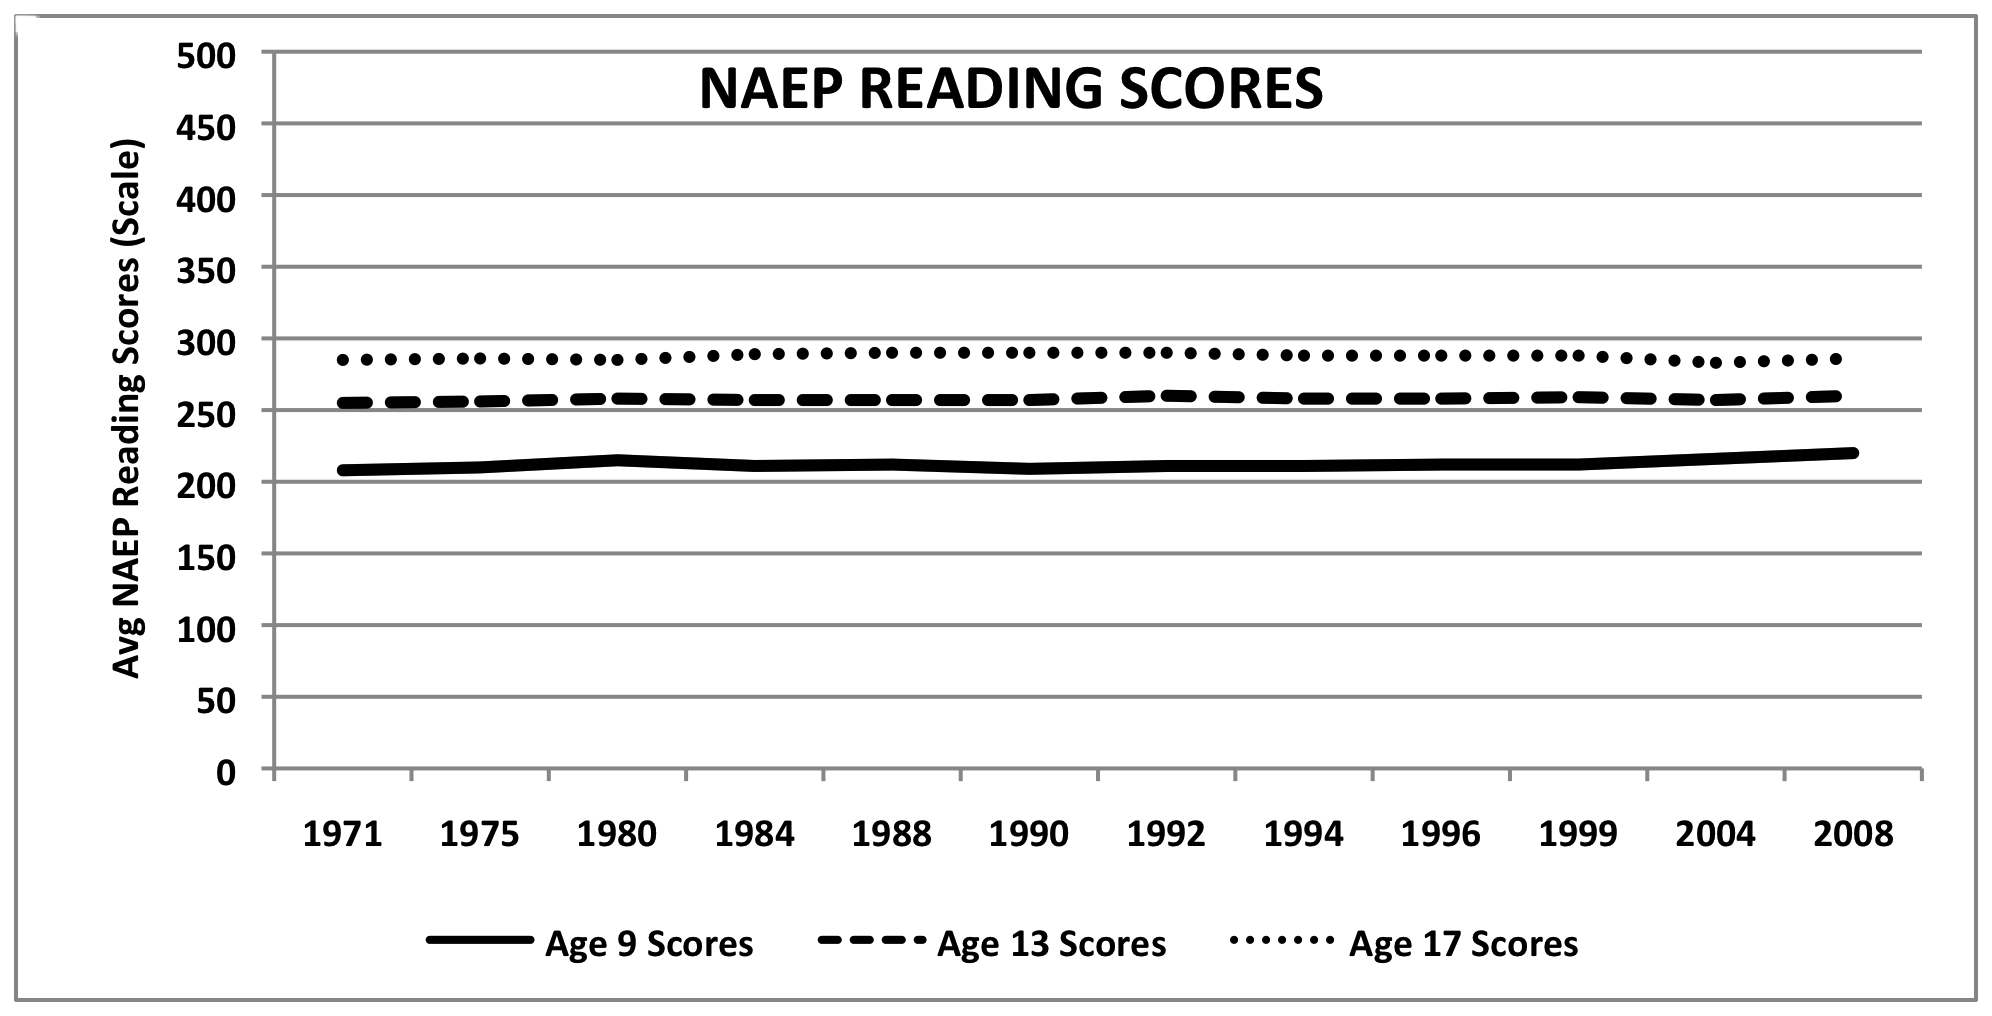 NAEP READING SCORES
Avg NAEP Reading Scores (Scale)
500
450
400
350
300
250
200
150
100
50
0
1971 1975 1980 1984 1988 1990 1992 1994 1996 1999 2004 2008
Age 9 Scores Age 13 Scores Age 17 Scores